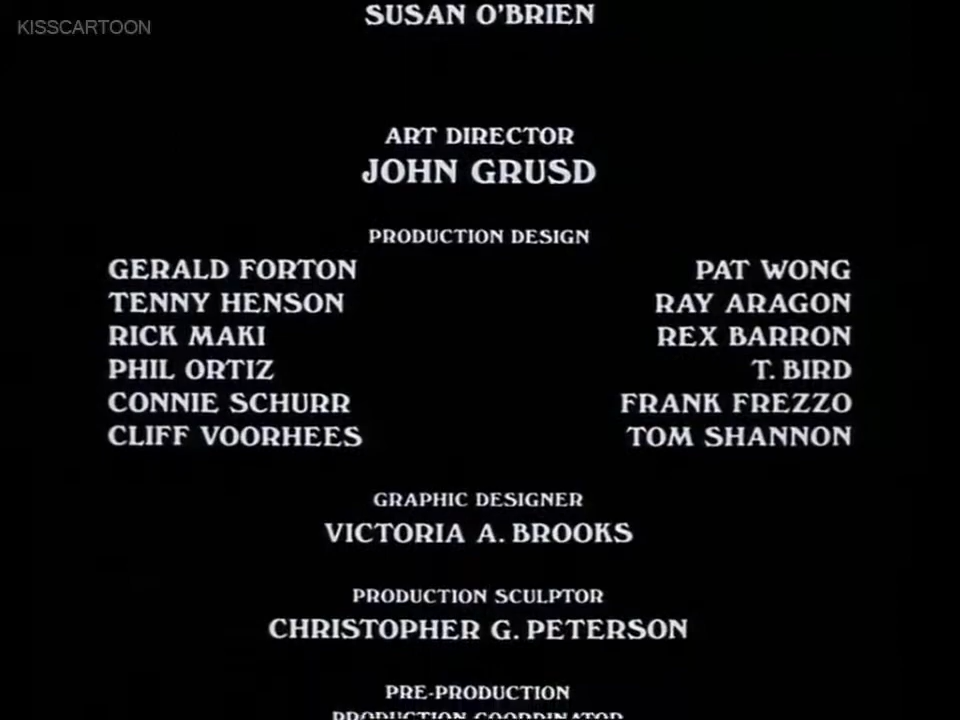 KISSCARTOON
SUSAN O'BRIEN
ART DIRECTOR
JOHN GRUSD
PRODUCTION DESIGN
GERALD FORTON PAT WONG
TENNY HENSON RAY ARAGON
RICK MAKI REX BARRON
PHIL ORTIZ T. BIRD
CONNIE SCHURR FRANK FREZZO
CLIFF VOORHEES TOM SHANNON
GRAPHIC DESIGNER
VICTORIA A. BROOKS
PRODUCTION SCULPTOR
CHRISTOPHER G. PETERSON
PRE-PRODUCTION
PRODUCTION COORDINATOR